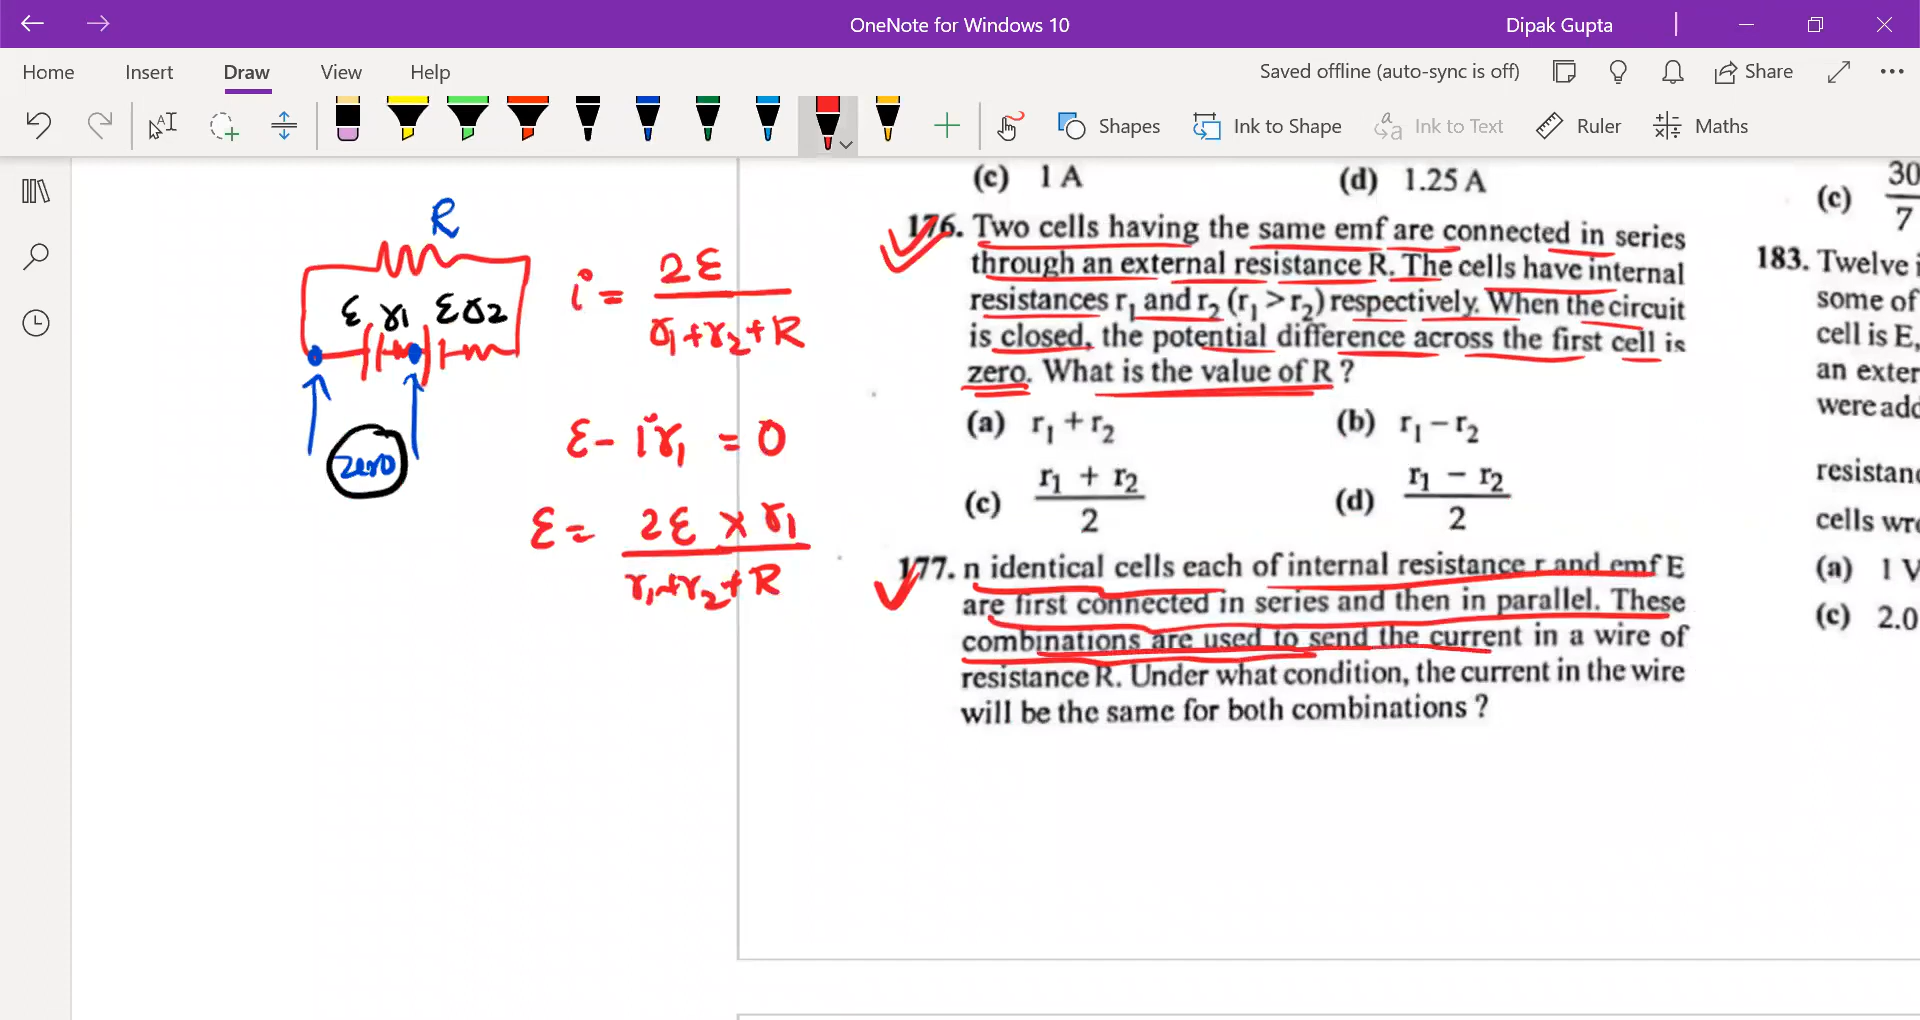 OneNote for Windows 10
Dipak Gupta
Home Insert Draw View Help
Saved offline (auto-sync is off)
Share
Shapes
Ink to Shape
Ink to Text
Ruler
Maths
R
ε r1 ε r2
zero
i = 2ε / r1+r2+R
ε - ir1 = 0
ε = 2ε × r1 / r1+r2+R
(c) 1 A (d) 1.25 A
176. Two cells having the same emf are connected in series
through an external resistance R. The cells have internal
resistances r1 and r2 (r1 > r2) respectively. When the circuit
is closed, the potential difference across the first cell is
zero. What is the value of R ?
(a) r1 + r2 (b) r1 − r2
(c) r1 + r2 / 2 (d) r1 − r2 / 2
177. n identical cells each of internal resistance r and emf E
are first connected in series and then in parallel. These
combinations are used to send the current in a wire of
resistance R. Under what condition, the current in the wire
will be the same for both combinations ?
(c) 30 / 7
183. Twelve i
some of
cell is E,
an exter
were add
resistanc
cells wre
(a) 1 V
(c) 2.0